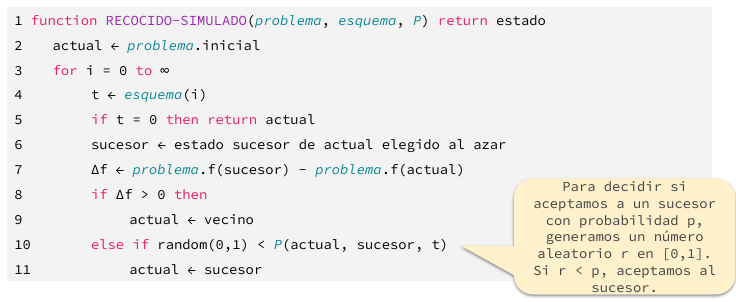 1 function RECOCIDO-SIMULADO(problema, esquema, P) return estado
2 actual ← problema.inicial
3 for i = 0 to ∞
4 t ← esquema(i)
5 if t = 0 then return actual
6 sucesor ← estado sucesor de actual elegido al azar
7 Δf ← problema.f(sucesor) - problema.f(actual)
8 if Δf > 0 then
9 actual ← vecino
10 else if random(0,1) < P(actual, sucesor, t)
11 actual ← sucesor
Para decidir si
aceptamos a un sucesor
con probabilidad p,
generamos un número
aleatorio r en [0,1].
Si r < p, aceptamos al
sucesor.